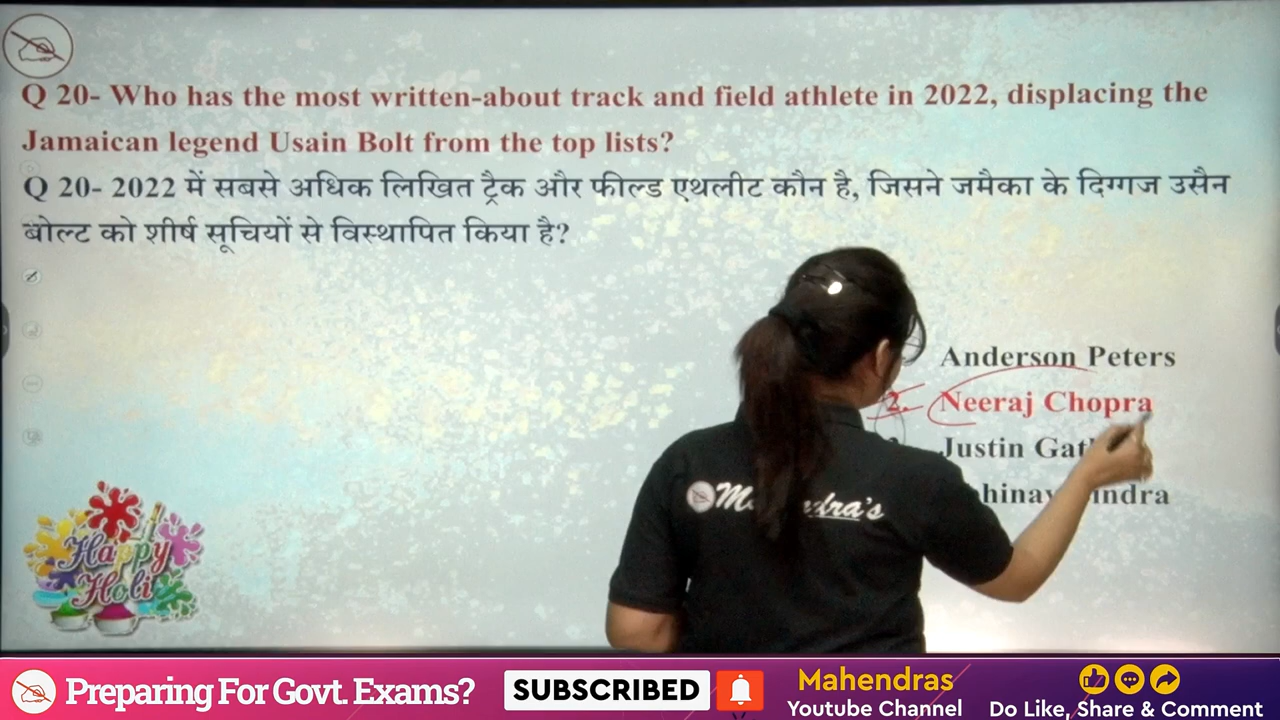 Q 20- Who has the most written-about track and field athlete in 2022, displacing the
Jamaican legend Usain Bolt from the top lists?
Q 20- 2022 में सबसे अधिक लिखित ट्रैक और फील्ड एथलीट कौन है, जिसने जमैका के दिग्गज उसैन
बोल्ट को शीर्ष सूचियों से विस्थापित किया है?
Anderson Peters
2. Neeraj Chopra
Justin
Happy
Holi
Preparing For Govt. Exams?
SUBSCRIBED
Mahendras
Youtube Channel
Do Like, Share & Comment